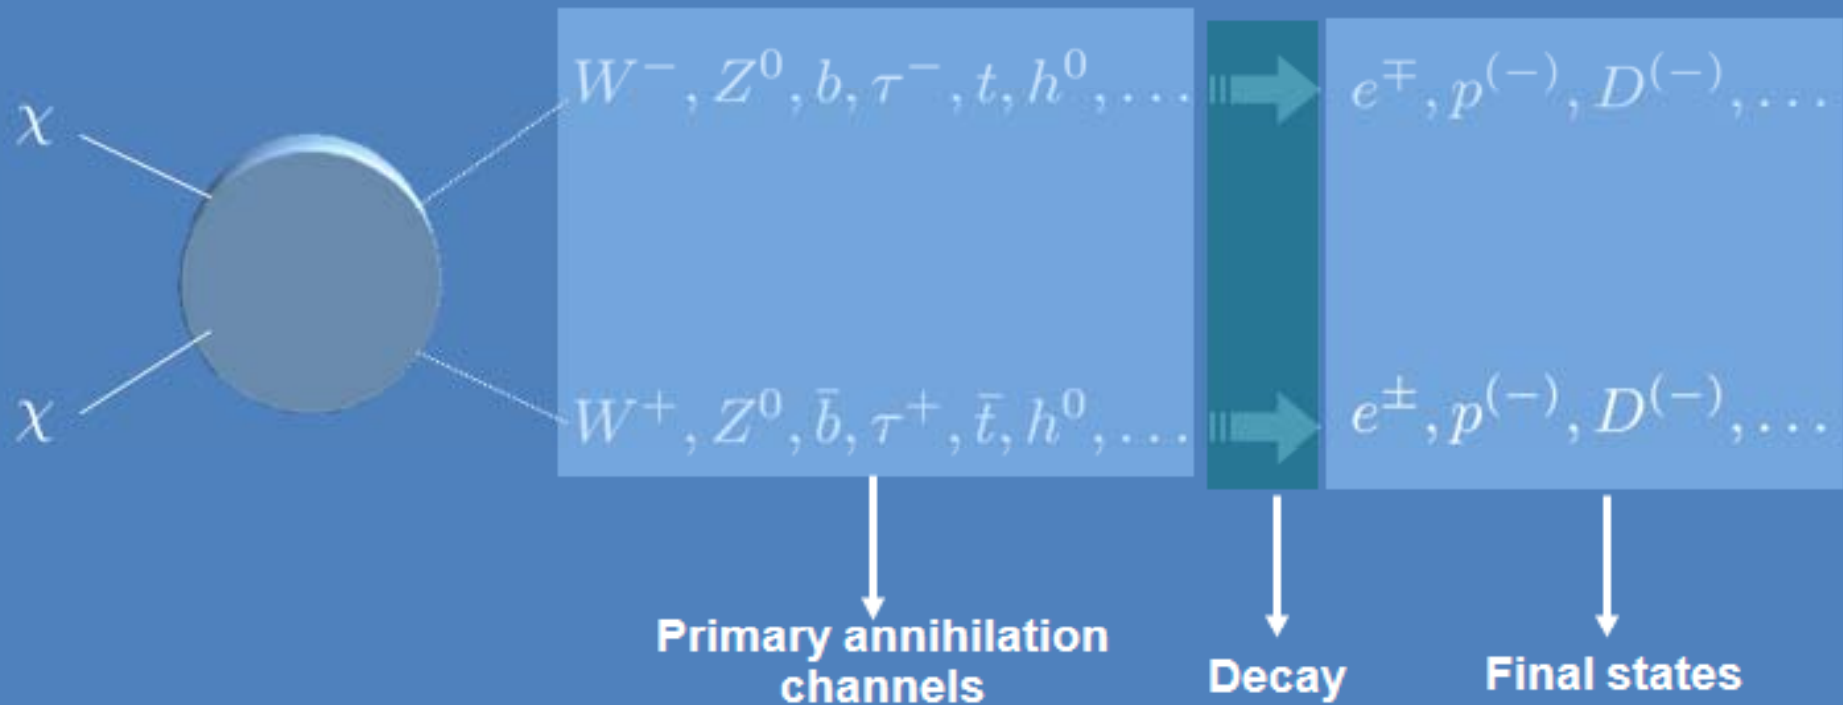 χ
W⁻, Z⁰, b, τ⁻, t, h⁰, …
e^∓, p⁽⁻⁾, D⁽⁻⁾, …
χ
W⁺, Z⁰, b̄, τ⁺, t̄, h⁰, …
e^±, p⁽⁻⁾, D⁽⁻⁾, …
Primary annihilation
channels
Decay
Final states